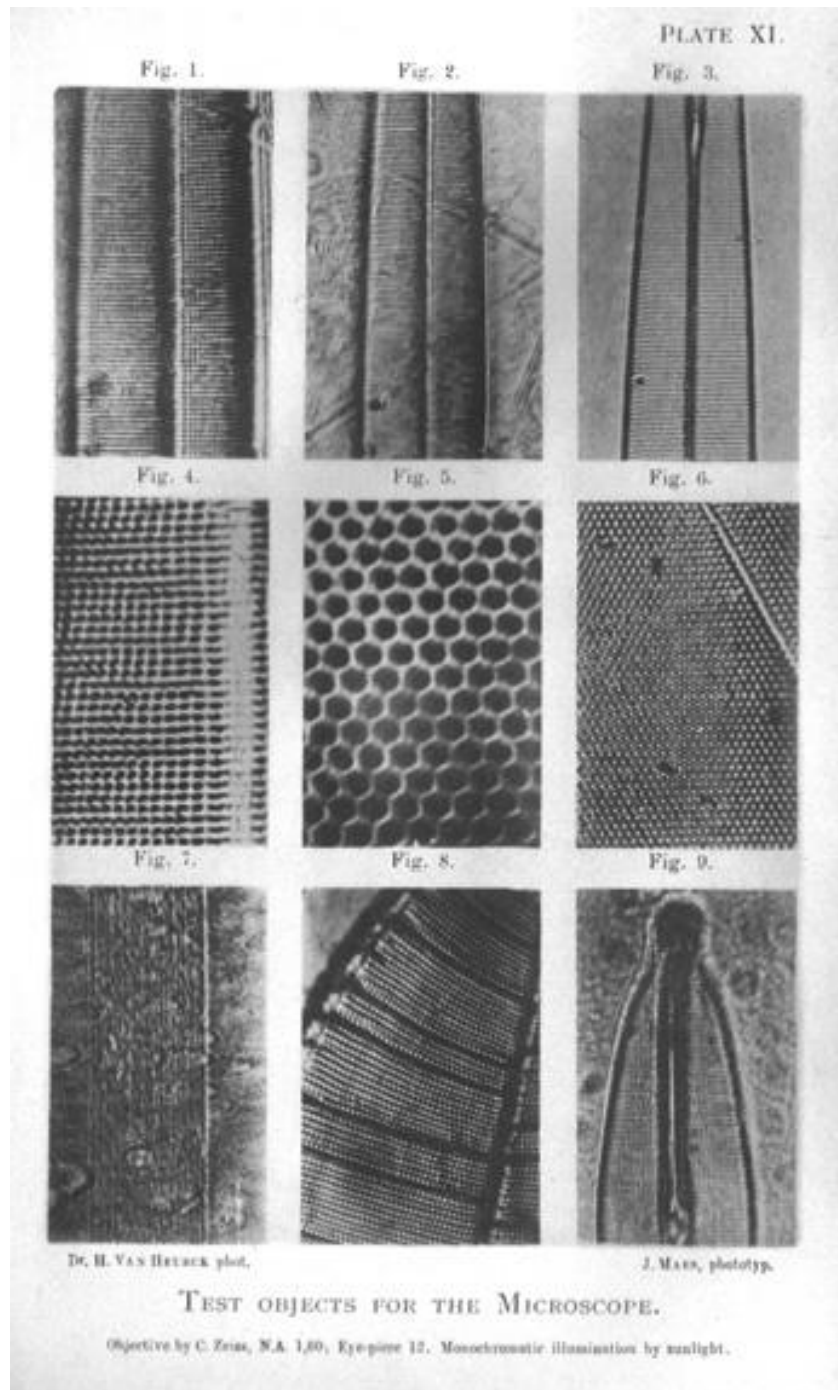 PLATE XI.
Fig. 1. Fig. 2. Fig. 3.
Fig. 4. Fig. 5. Fig. 6.
Fig. 7. Fig. 8. Fig. 9.
Dr. H. VAN HEURCK phot. J. MAES, phototyp.
TEST OBJECTS FOR THE MICROSCOPE.
Objective by C. Zeiss, N.A. 1,60; Eye-piece 12. Monochromatic illumination by sunlight.